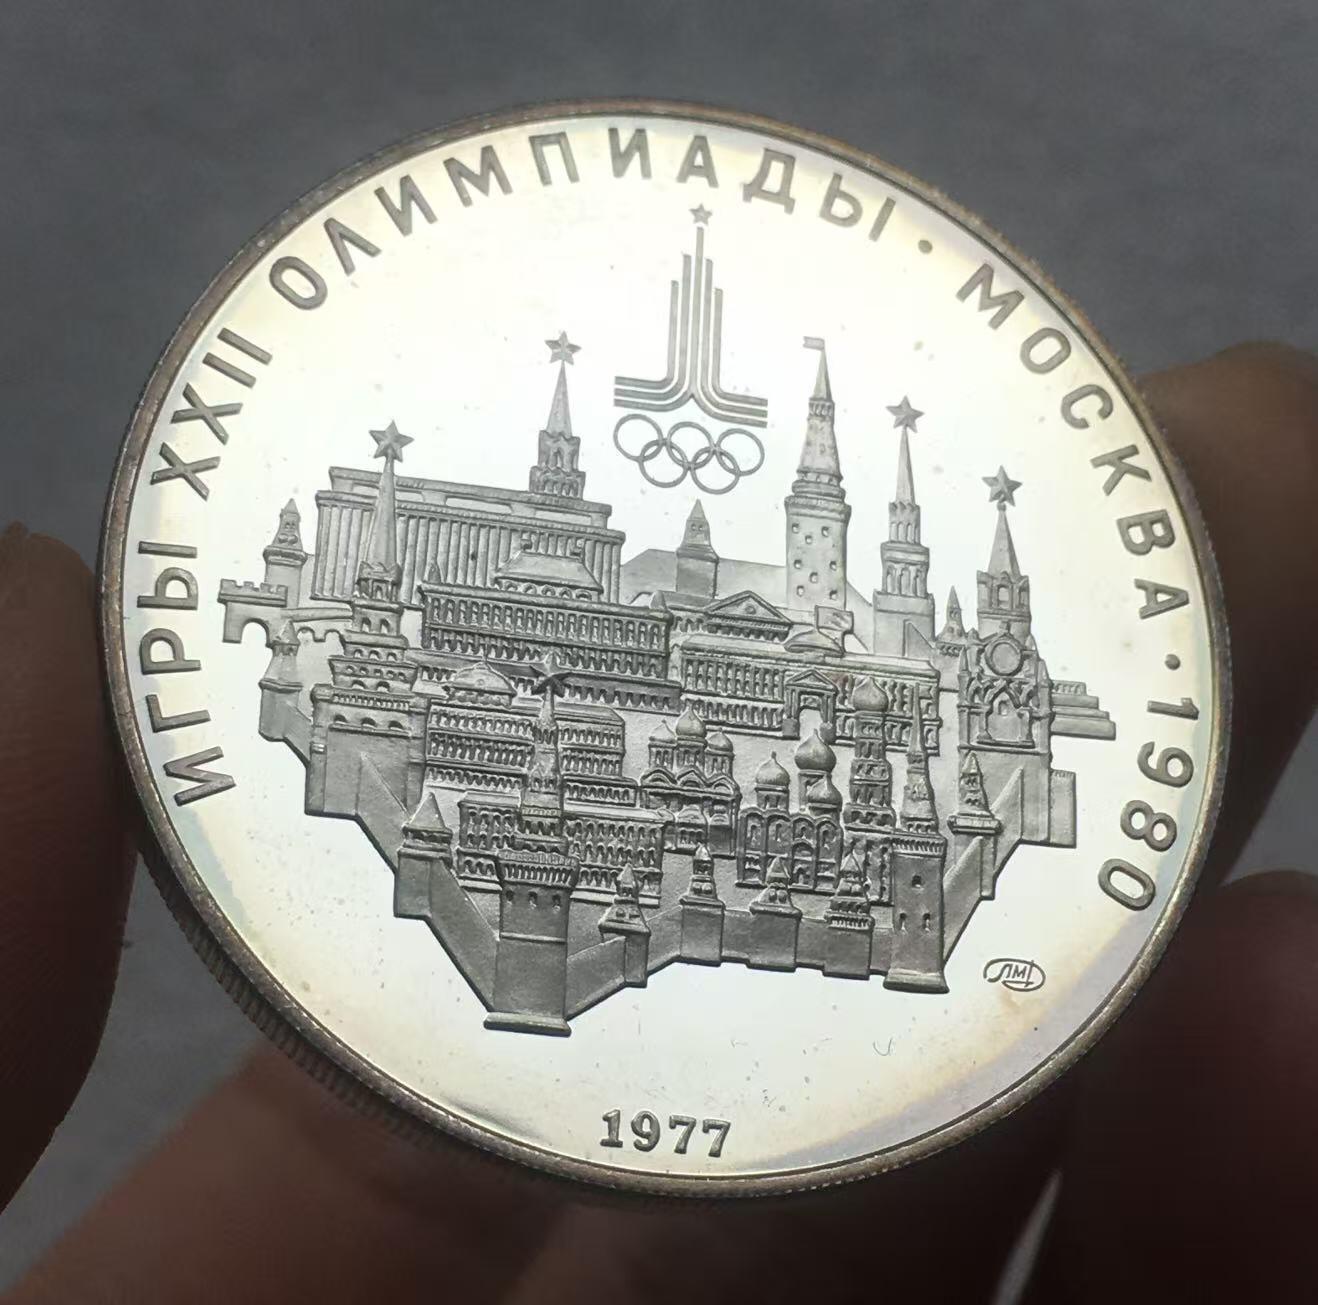 ИГРЫ XXII ОЛИМПИАДЫ · МОСКВА · 1980
ЛМД
1977